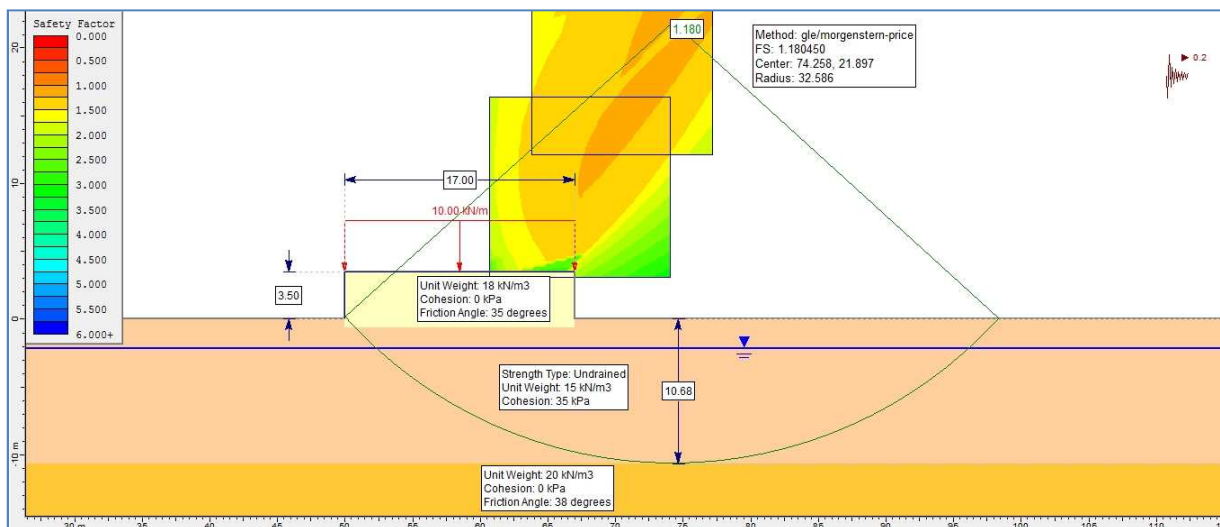 Safety Factor
0.000
0.500
1.000
1.500
2.000
2.500
3.000
3.500
4.000
4.500
5.000
5.500
6.000+
1.180
Method: gle/morgenstern-price
FS: 1.180450
Center: 74.258, 21.897
Radius: 32.586
0.2
17.00
10.00 kN/m
3.50
Unit Weight: 18 kN/m3
Cohesion: 0 kPa
Friction Angle: 35 degrees
Strength Type: Undrained
Unit Weight: 15 kN/m3
Cohesion: 35 kPa
10.68
Unit Weight: 20 kN/m3
Cohesion: 0 kPa
Friction Angle: 38 degrees
20
10
0
-10 m
30 m
40
45
50
55
60
65
70
75
80
85
90
95
100
105
110
115